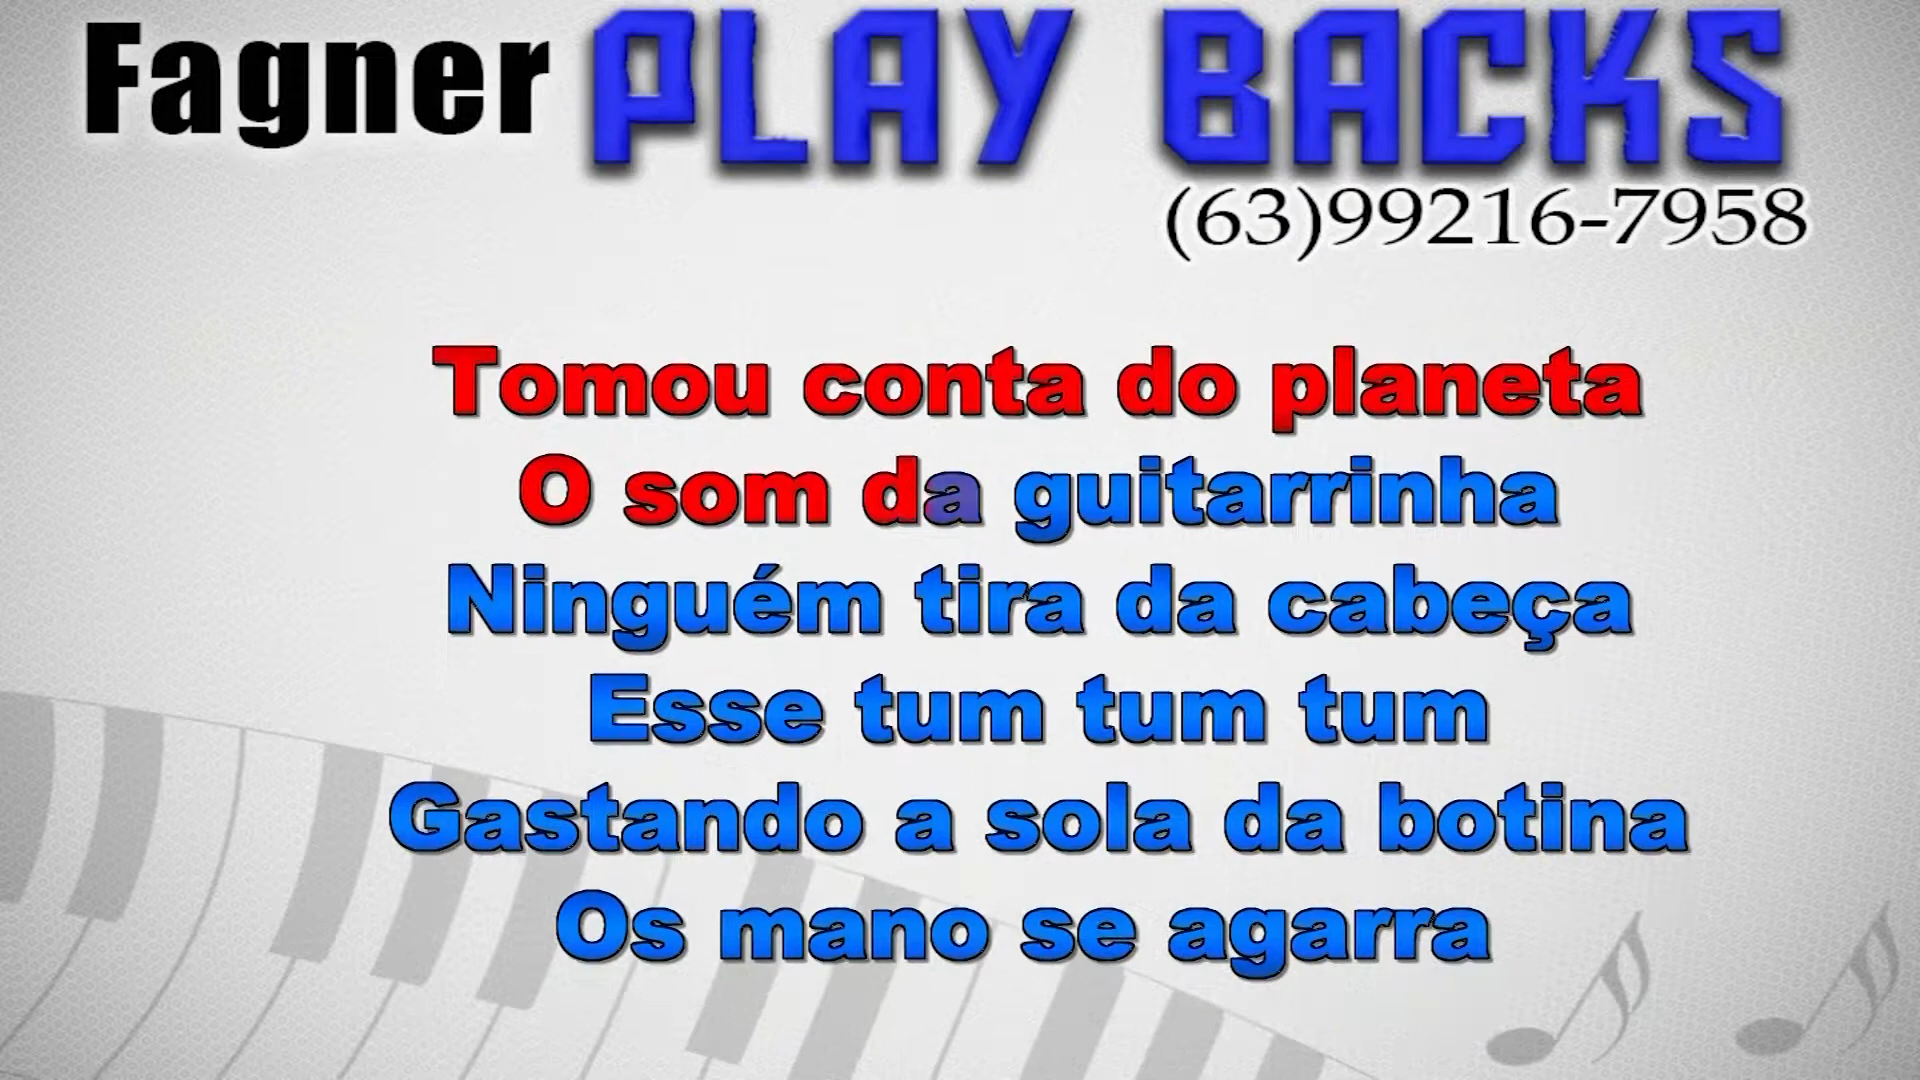 Fagner PLAY BACKS
(63)99216-7958
Tomou conta do planeta
O som da guitarrinha
Ninguém tira da cabeça
Esse tum tum tum
Gastando a sola da botina
Os mano se agarra